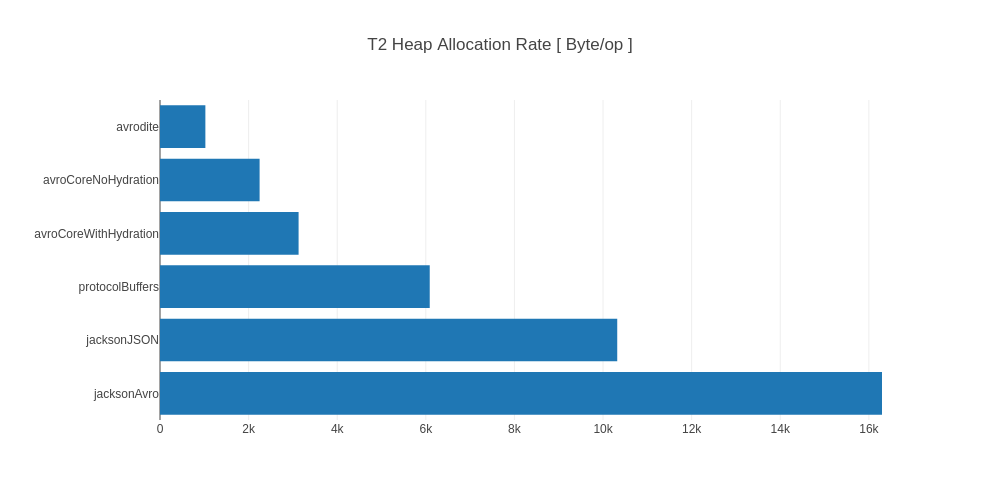 T2 Heap Allocation Rate [ Byte/op ]
avrodite
avroCoreNoHydration
avroCoreWithHydration
protocolBuffers
jacksonJSON
jacksonAvro
0 2k 4k 6k 8k 10k 12k 14k 16k